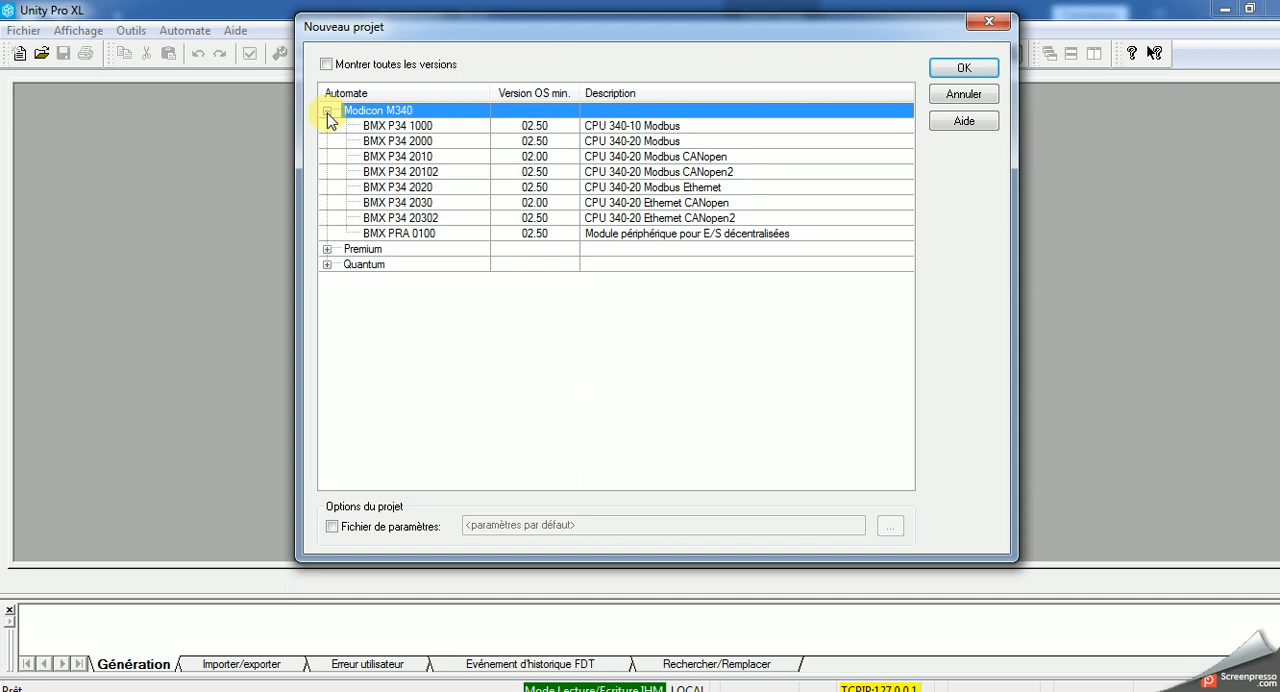 Unity Pro XL
Fichier Affichage Outils Automate Aide
Nouveau projet
Montrer toutes les versions
OK
Annuler
Aide
Automate Version OS min. Description
Modicon M340
BMX P34 1000 02.50 CPU 340-10 Modbus
BMX P34 2000 02.50 CPU 340-20 Modbus
BMX P34 2010 02.00 CPU 340-20 Modbus CANopen
BMX P34 20102 02.50 CPU 340-20 Modbus CANopen2
BMX P34 2020 02.50 CPU 340-20 Modbus Ethernet
BMX P34 2030 02.00 CPU 340-20 Ethernet CANopen
BMX P34 20302 02.50 CPU 340-20 Ethernet CANopen2
BMX PRA 0100 02.50 Module périphérique pour E/S décentralisées
Premium
Quantum
Options du projet
Fichier de paramètres: <paramètres par défaut> ...
Génération Importer/exporter Erreur utilisateur Evénement d'historique FDT Rechercher/Remplacer
Prêt Mode Lecture/Ecriture IHM LOCAL TCPIP:127.0.0.1
Screenpresso
.com